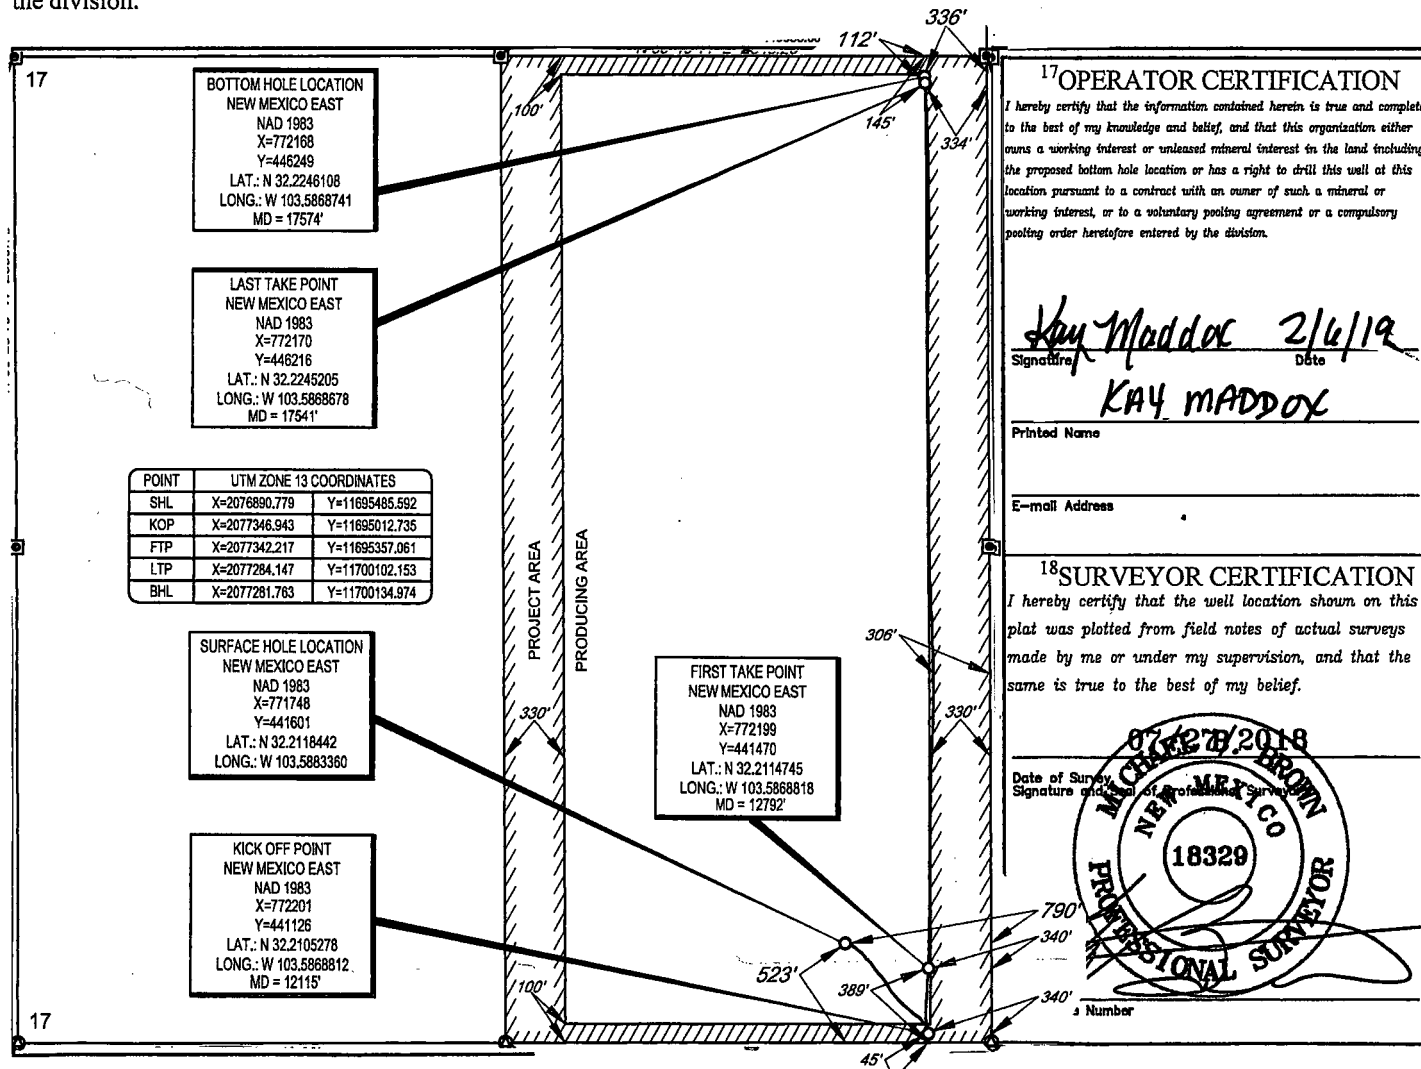 the division.
17
BOTTOM HOLE LOCATION
NEW MEXICO EAST
NAD 1983
X=772168
Y=446249
LAT.: N 32.2246108
LONG.: W 103.5868741
MD = 17574'
LAST TAKE POINT
NEW MEXICO EAST
NAD 1983
X=772170
Y=446216
LAT.: N 32.2245205
LONG.: W 103.5868678
MD = 17541'
POINT UTM ZONE 13 COORDINATES
SHL X=2076890.779 Y=11695485.592
KOP X=2077346.943 Y=11695012.735
FTP X=2077342.217 Y=11695357.061
LTP X=2077284.147 Y=11700102.153
BHL X=2077281.763 Y=11700134.974
SURFACE HOLE LOCATION
NEW MEXICO EAST
NAD 1983
X=771748
Y=441601
LAT.: N 32.2118442
LONG.: W 103.5883360
KICK OFF POINT
NEW MEXICO EAST
NAD 1983
X=772201
Y=441126
LAT.: N 32.2105278
LONG.: W 103.5868812
MD = 12115'
17
336'
112'
100'
145'
334'
PROJECT AREA
PRODUCING AREA
306'
FIRST TAKE POINT
NEW MEXICO EAST
NAD 1983
X=772199
Y=441470
LAT.: N 32.2114745
LONG.: W 103.5868818
MD = 12792'
330'
330'
790'
340'
523'
389'
100'
340'
45'
17 OPERATOR CERTIFICATION
I hereby certify that the information contained herein is true and complete
to the best of my knowledge and belief, and that this organization either
owns a working interest or unleased mineral interest in the land including
the proposed bottom hole location or has a right to drill this well at this
location pursuant to a contract with an owner of such a mineral or
working interest, or to a voluntary pooling agreement or a compulsory
pooling order heretofore entered by the division.
Kay Maddox 2/6/19
Signature Date
KAY MADDOX
Printed Name
E-mail Address
18 SURVEYOR CERTIFICATION
I hereby certify that the well location shown on this
plat was plotted from field notes of actual surveys
made by me or under my supervision, and that the
same is true to the best of my belief.
07/27/2018
Date of Survey
Signature and Seal of Professional Surveyor
MICHAEL B. BROWN
NEW MEXICO
18329
PROFESSIONAL SURVEYOR
Number